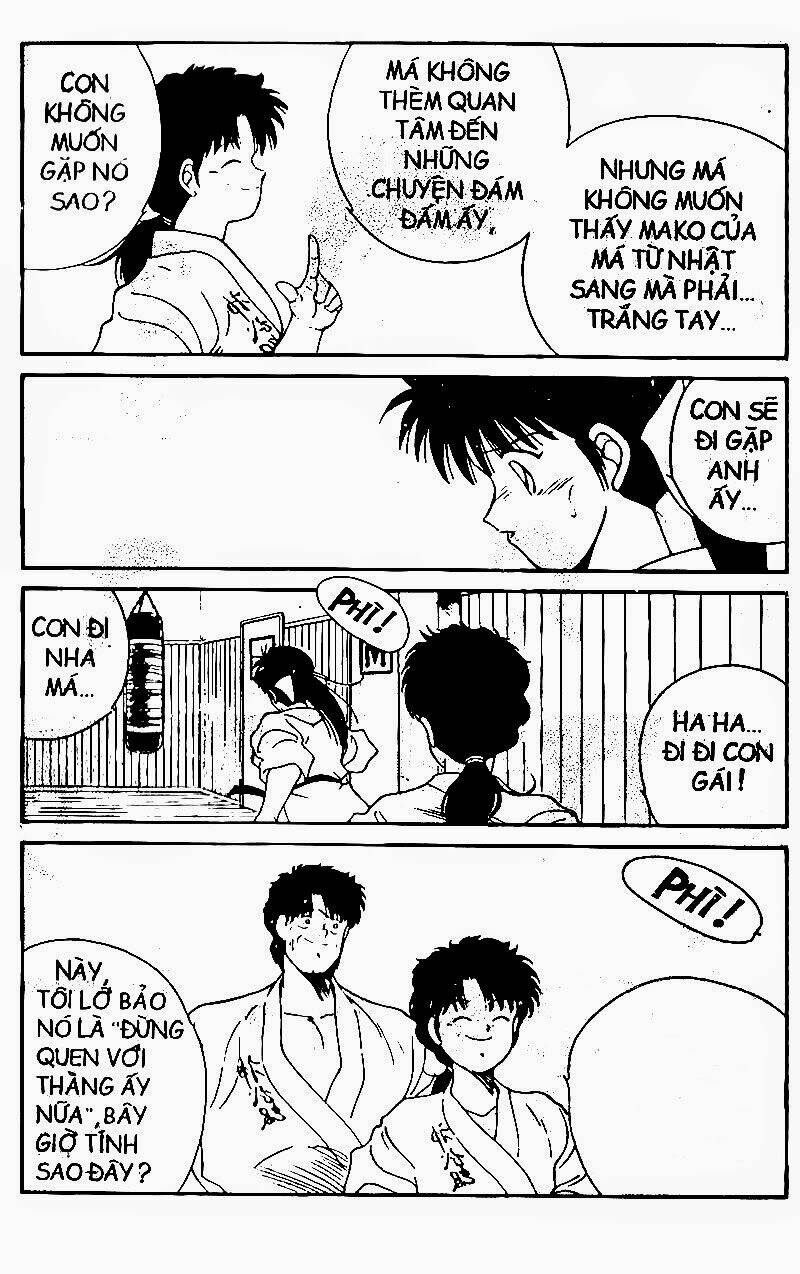 CON
KHÔNG
MUỐN
GẶP NÓ
SAO?
MÁ KHÔNG
THÈM QUAN
TÂM ĐẾN
NHỮNG
CHUYỆN ĐÁM
ĐẤM ẤY,
NHƯNG MÁ
KHÔNG MUỐN
THẤY MAKO CỦA
MÁ TỪ NHẬT
SANG MÀ PHẢI...
TRẮNG TAY...
CON SẼ
ĐI GẶP
ANH
ẤY...
CON ĐI
NHA
MÁ...
PHÌ!
M
HA HA...
ĐI ĐI CON
GÁI!
PHÌ!
NÀY,
TÔI LỠ BẢO
NÓ LÀ "ĐỪNG
QUEN VỚI
THẰNG ẤY
NỮA", BÂY
GIỜ TÍNH
SAO ĐÂY?